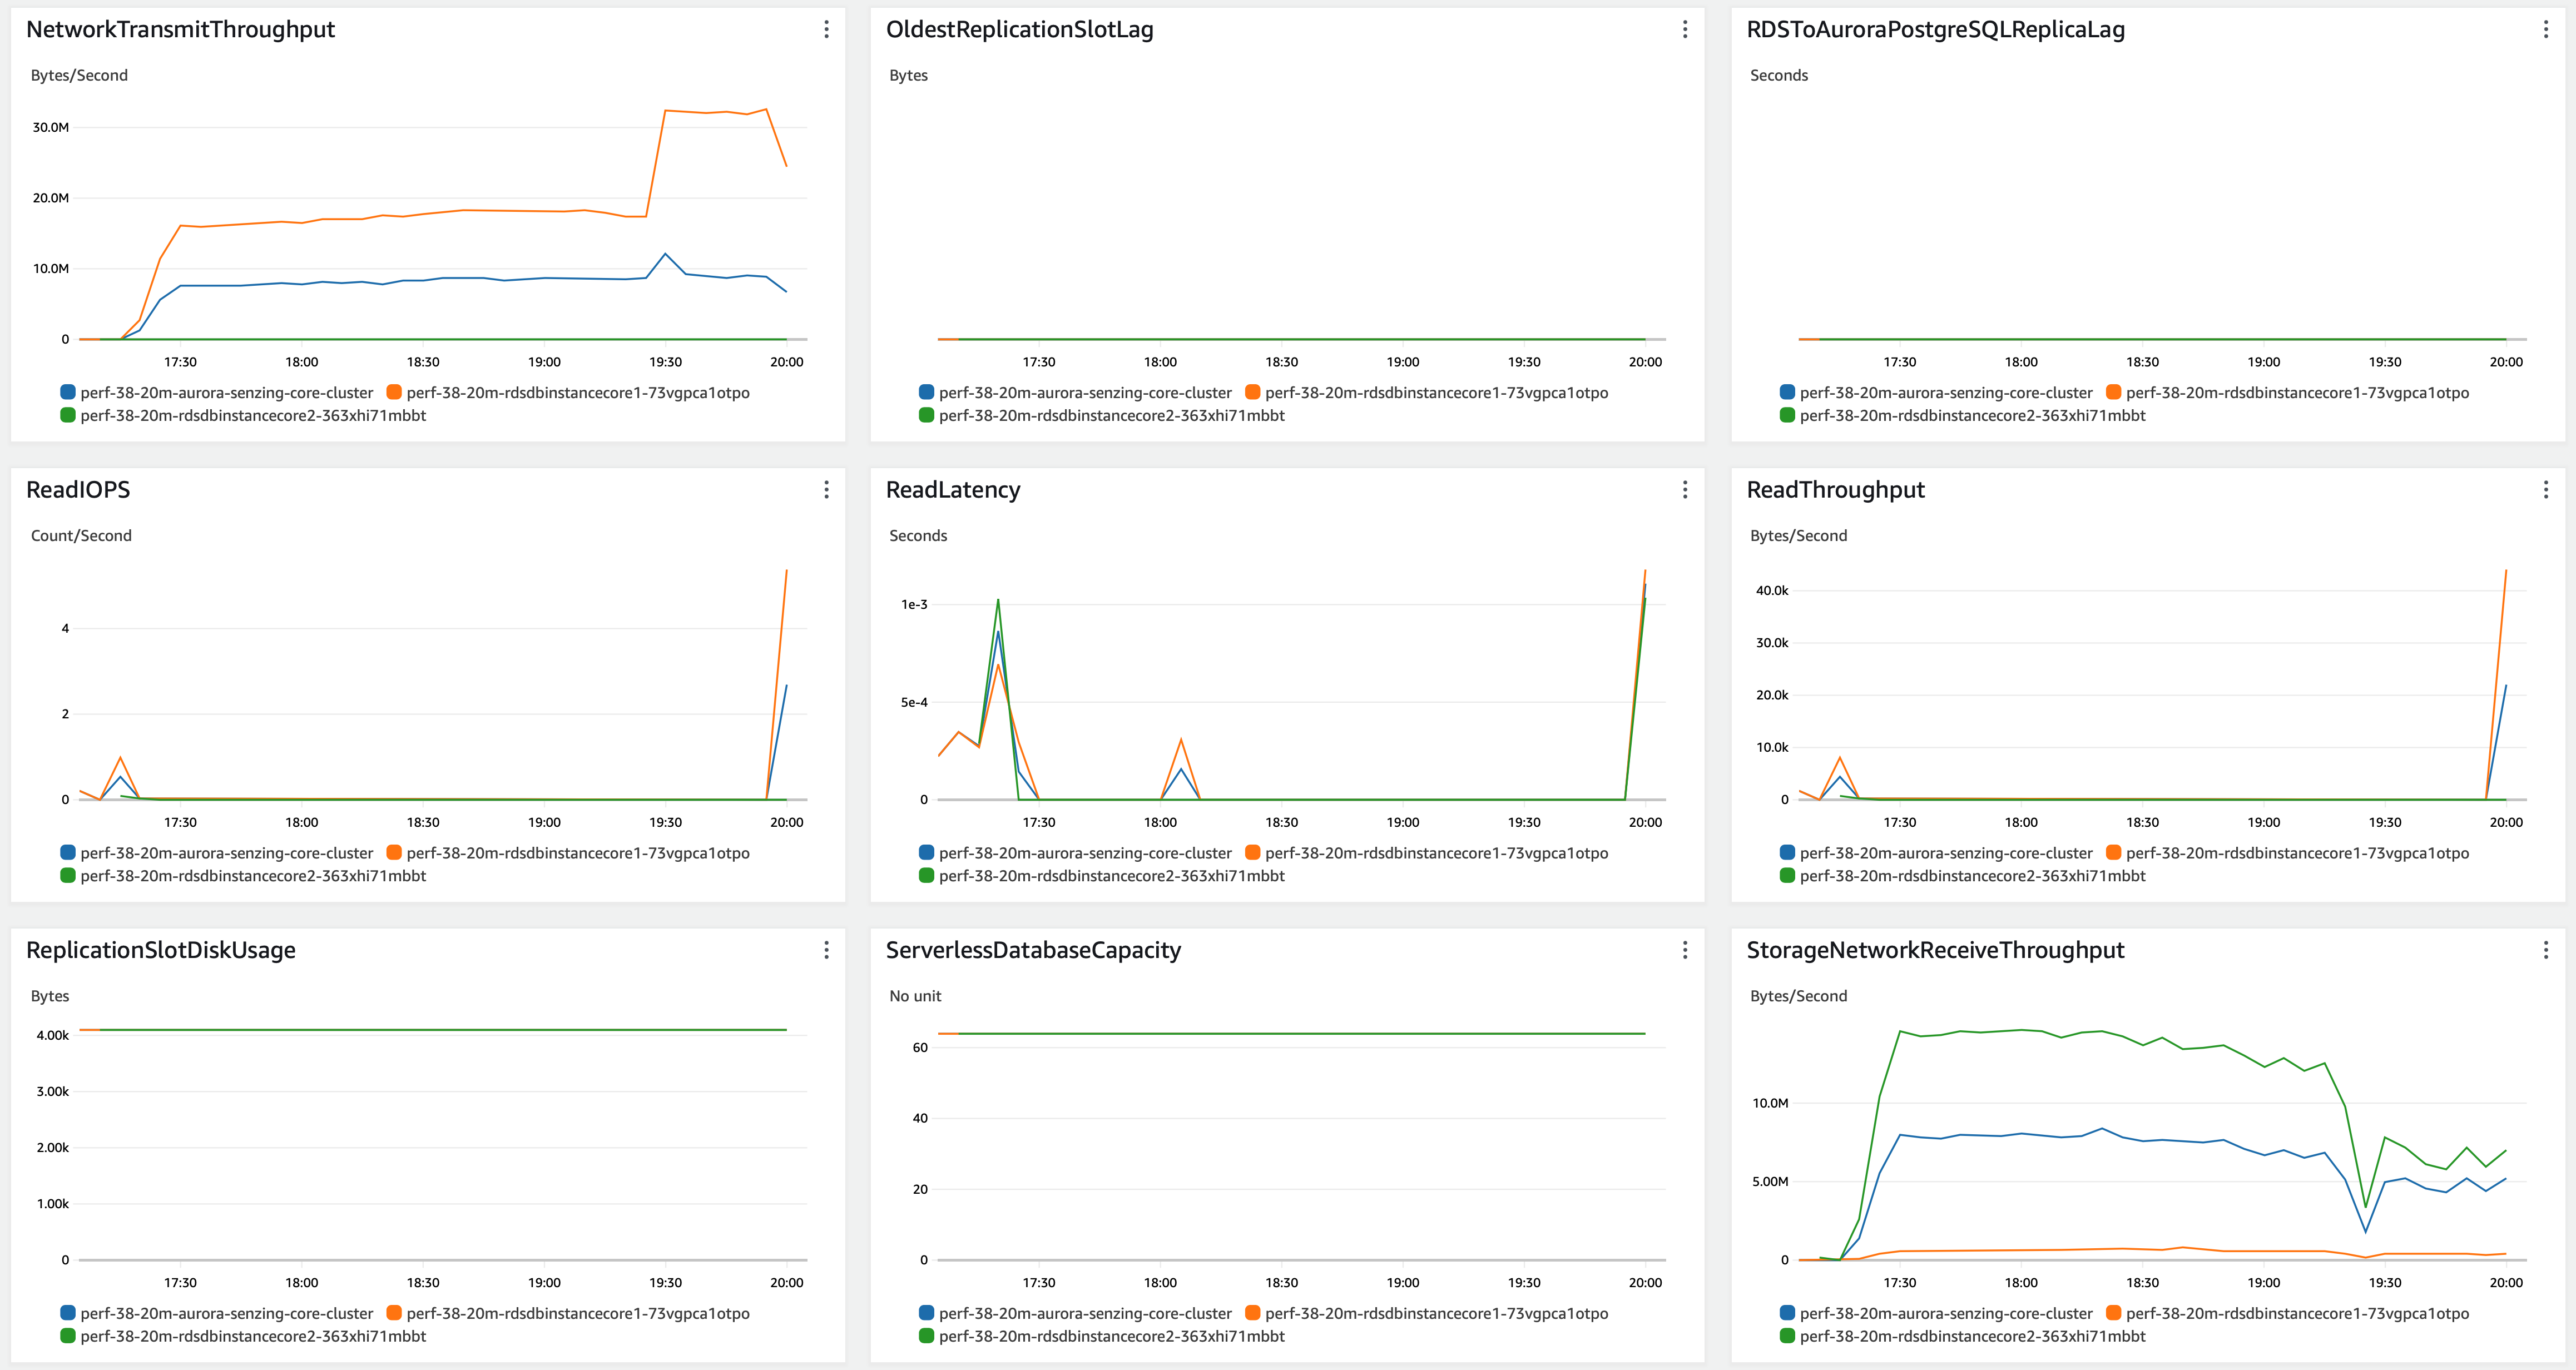 NetworkTransmitThroughput
Bytes/Second
30.0M
20.0M
10.0M
0
17:30 18:00 18:30 19:00 19:30 20:00
perf-38-20m-aurora-senzing-core-cluster perf-38-20m-rdsdbinstancecore1-73vgpca1otpo
perf-38-20m-rdsdbinstancecore2-363xhi71mbbt
OldestReplicationSlotLag
Bytes
17:30 18:00 18:30 19:00 19:30 20:00
perf-38-20m-aurora-senzing-core-cluster perf-38-20m-rdsdbinstancecore1-73vgpca1otpo
perf-38-20m-rdsdbinstancecore2-363xhi71mbbt
RDSToAuroraPostgreSQLReplicaLag
Seconds
17:30 18:00 18:30 19:00 19:30 20:00
perf-38-20m-aurora-senzing-core-cluster perf-38-20m-rdsdbinstancecore1-73vgpca1otpo
perf-38-20m-rdsdbinstancecore2-363xhi71mbbt
ReadIOPS
Count/Second
4
2
0
17:30 18:00 18:30 19:00 19:30 20:00
perf-38-20m-aurora-senzing-core-cluster perf-38-20m-rdsdbinstancecore1-73vgpca1otpo
perf-38-20m-rdsdbinstancecore2-363xhi71mbbt
ReadLatency
Seconds
1e-3
5e-4
0
17:30 18:00 18:30 19:00 19:30 20:00
perf-38-20m-aurora-senzing-core-cluster perf-38-20m-rdsdbinstancecore1-73vgpca1otpo
perf-38-20m-rdsdbinstancecore2-363xhi71mbbt
ReadThroughput
Bytes/Second
40.0k
30.0k
20.0k
10.0k
0
17:30 18:00 18:30 19:00 19:30 20:00
perf-38-20m-aurora-senzing-core-cluster perf-38-20m-rdsdbinstancecore1-73vgpca1otpo
perf-38-20m-rdsdbinstancecore2-363xhi71mbbt
ReplicationSlotDiskUsage
Bytes
4.00k
3.00k
2.00k
1.00k
0
17:30 18:00 18:30 19:00 19:30 20:00
perf-38-20m-aurora-senzing-core-cluster perf-38-20m-rdsdbinstancecore1-73vgpca1otpo
perf-38-20m-rdsdbinstancecore2-363xhi71mbbt
ServerlessDatabaseCapacity
No unit
60
40
20
0
17:30 18:00 18:30 19:00 19:30 20:00
perf-38-20m-aurora-senzing-core-cluster perf-38-20m-rdsdbinstancecore1-73vgpca1otpo
perf-38-20m-rdsdbinstancecore2-363xhi71mbbt
StorageNetworkReceiveThroughput
Bytes/Second
10.0M
5.00M
0
17:30 18:00 18:30 19:00 19:30 20:00
perf-38-20m-aurora-senzing-core-cluster perf-38-20m-rdsdbinstancecore1-73vgpca1otpo
perf-38-20m-rdsdbinstancecore2-363xhi71mbbt